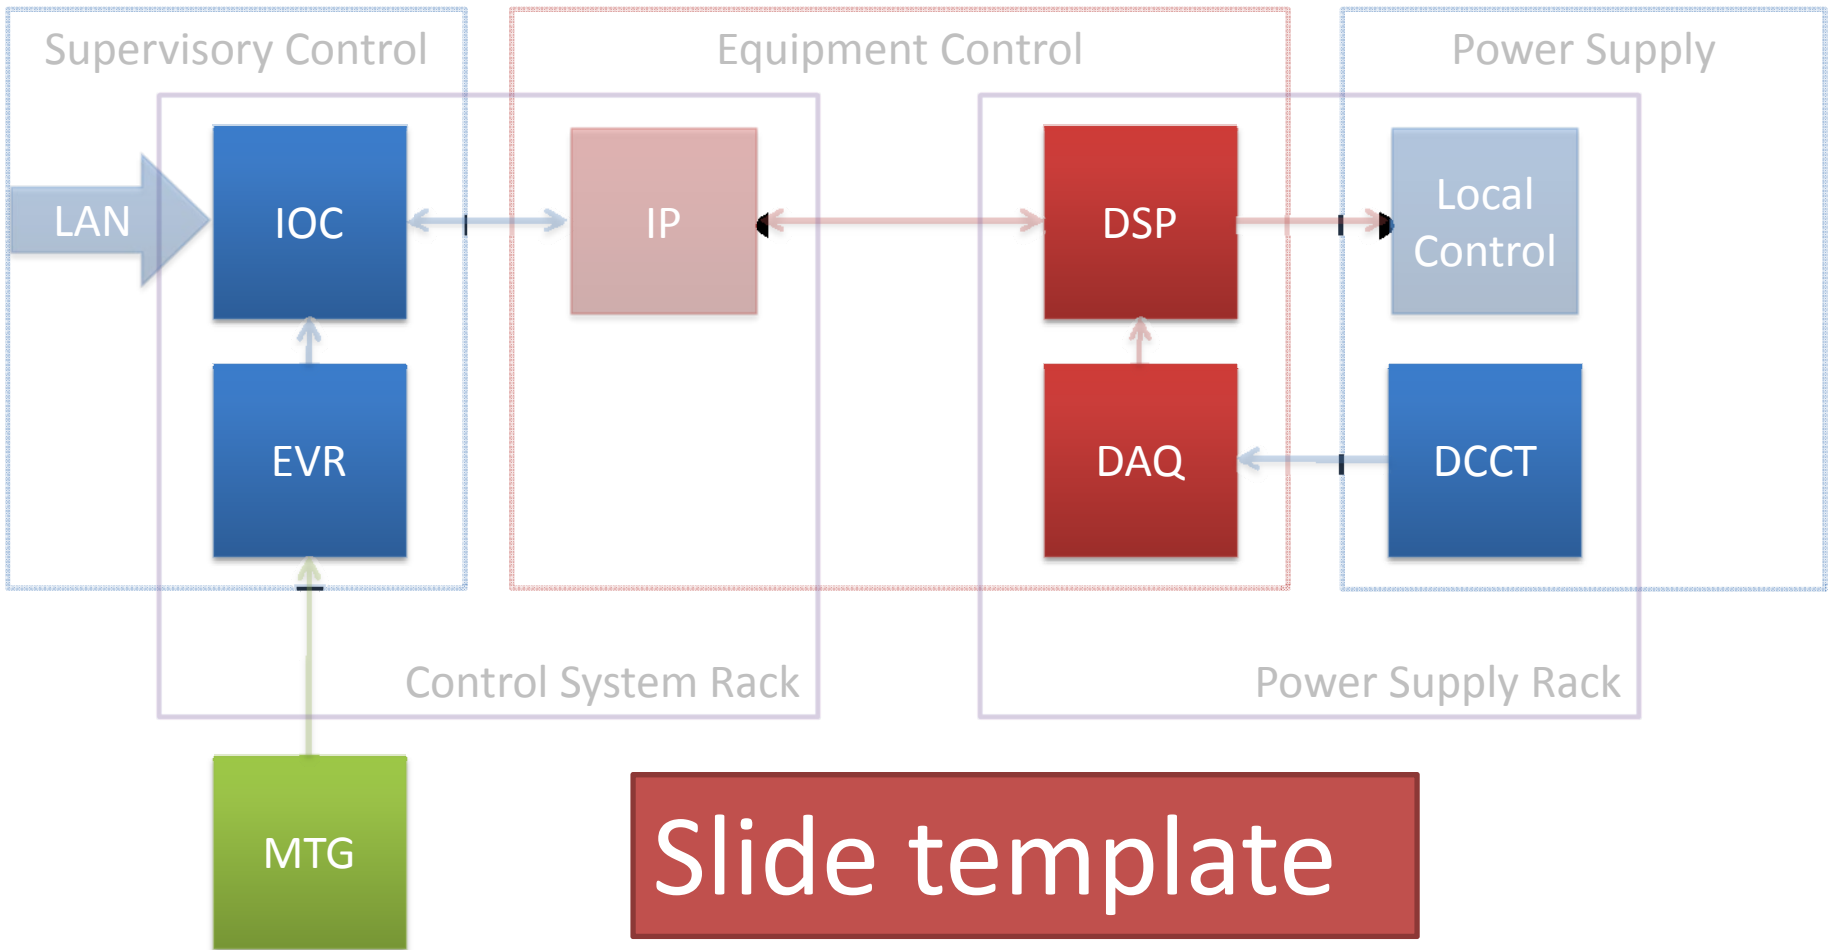 Supervisory Control
Equipment Control
Power Supply
LAN
IOC
IP
DSP
Local
Control
EVR
DAQ
DCCT
Control System Rack
Power Supply Rack
MTG
Slide template